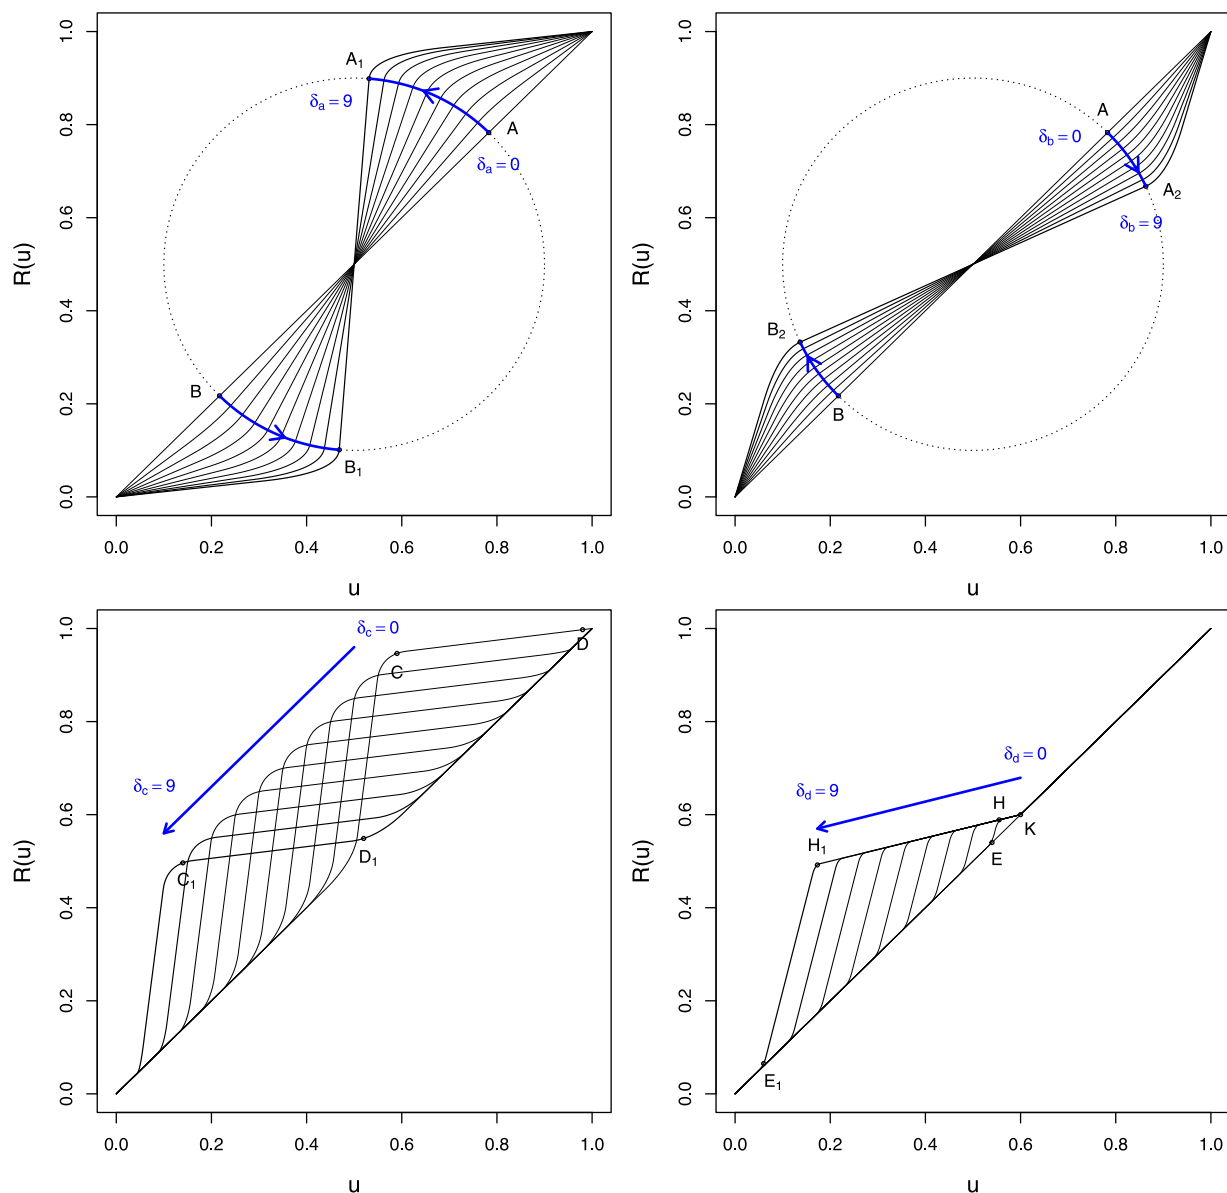 R(u)
0.0 0.2 0.4 0.6 0.8 1.0
A₁
δₐ = 9
A
δₐ = 0
B
B₁
0.0 0.2 0.4 0.6 0.8 1.0
u
R(u)
0.0 0.2 0.4 0.6 0.8 1.0
A
δ_b = 0
A₂
δ_b = 9
B₂
B
0.0 0.2 0.4 0.6 0.8 1.0
u
R(u)
0.0 0.2 0.4 0.6 0.8 1.0
δ_c = 0
D
C
δ_c = 9
D₁
C₁
0.0 0.2 0.4 0.6 0.8 1.0
u
R(u)
0.0 0.2 0.4 0.6 0.8 1.0
δ_d = 0
δ_d = 9
H
K
H₁
E
E₁
0.0 0.2 0.4 0.6 0.8 1.0
u